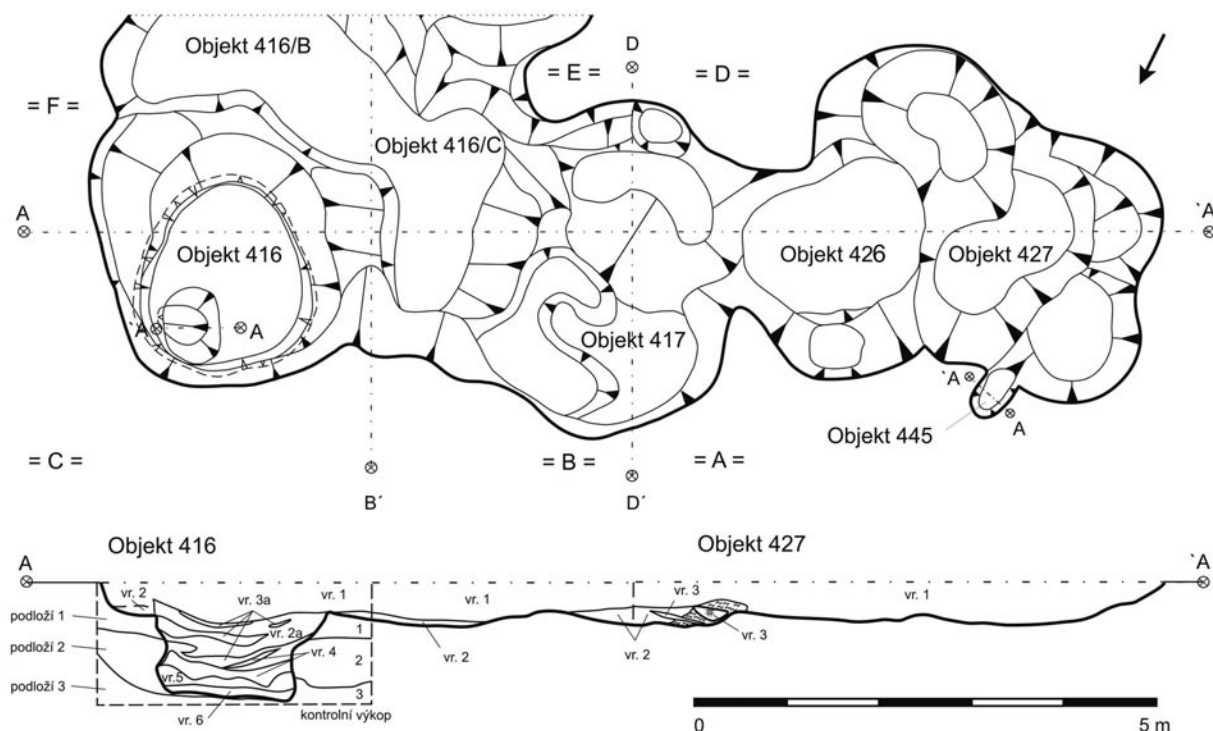 Objekt 416/B
D
= E =
= D =
= F =
Objekt 416/C
A
`A
Objekt 416
Objekt 426
Objekt 427
`A
A
Objekt 417
`A
A
Objekt 445
= C =
= B =
= A =
B´
D´
Objekt 416
Objekt 427
A
`A
vr. 2
vr. 3a
vr. 1
vr. 1
vr. 3
vr. 1
podloží 1
vr. 2a
1
vr. 3
podloží 2
vr. 4
2
vr. 2
vr. 2
vr.5
podloží 3
3
vr. 6
kontrolní výkop
0
5 m